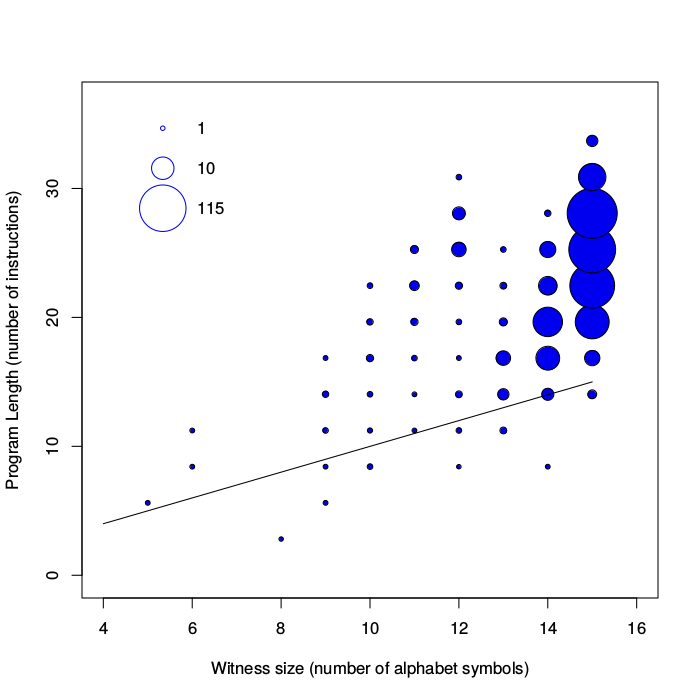 1
10
115
30
20
10
0
4 6 8 10 12 14 16
Program Length (number of instructions)
Witness size (number of alphabet symbols)